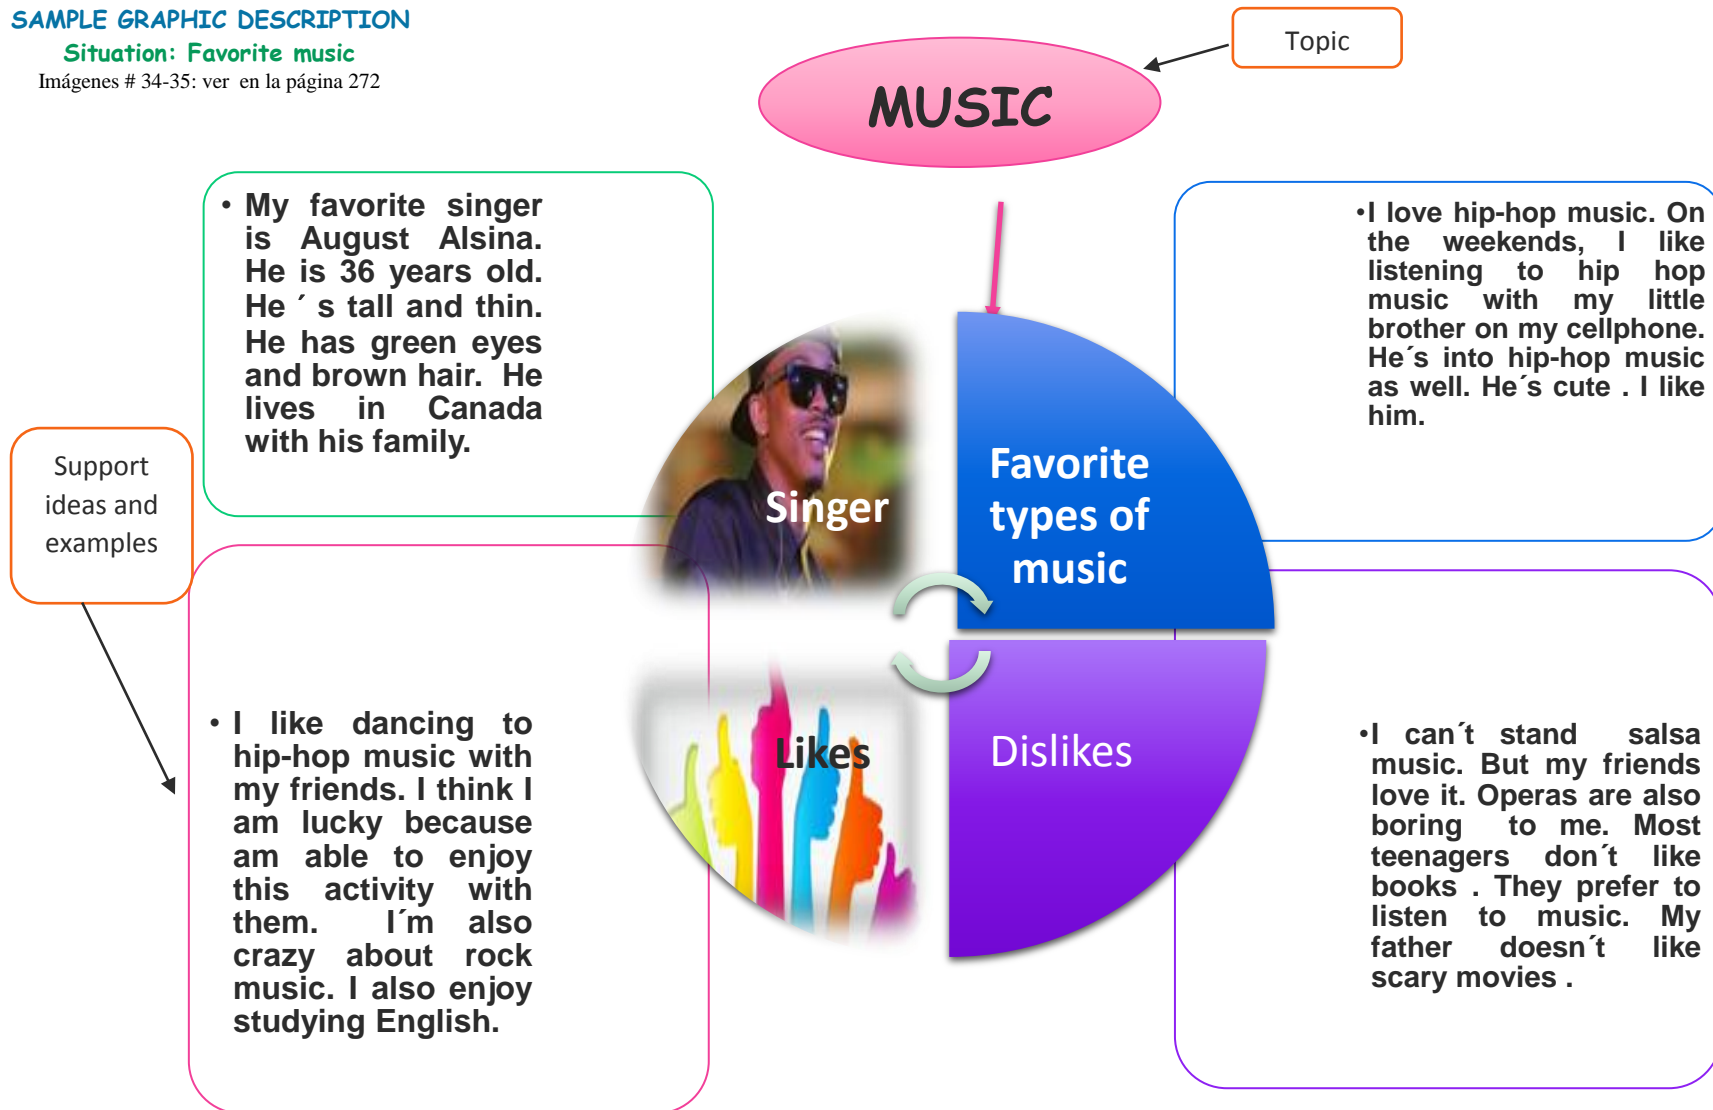 SAMPLE GRAPHIC DESCRIPTION
Situation: Favorite music
Imágenes # 34-35: ver en la página 272
Topic
MUSIC
• My favorite singer
is August Alsina.
He is 36 years old.
He ´ s tall and thin.
He has green eyes
and brown hair. He
lives in Canada
with his family.
Singer
Favorite
types of
music
•I love hip-hop music. On
the weekends, I like
listening to hip hop
music with my little
brother on my cellphone.
He´s into hip-hop music
as well. He´s cute . I like
him.
Support
ideas and
examples
• I like dancing to
hip-hop music with
my friends. I think I
am lucky because
am able to enjoy
this activity with
them. I´m also
crazy about rock
music. I also enjoy
studying English.
Likes
Dislikes
•I can´t stand salsa
music. But my friends
love it. Operas are also
boring to me. Most
teenagers don´t like
books . They prefer to
listen to music. My
father doesn´t like
scary movies .